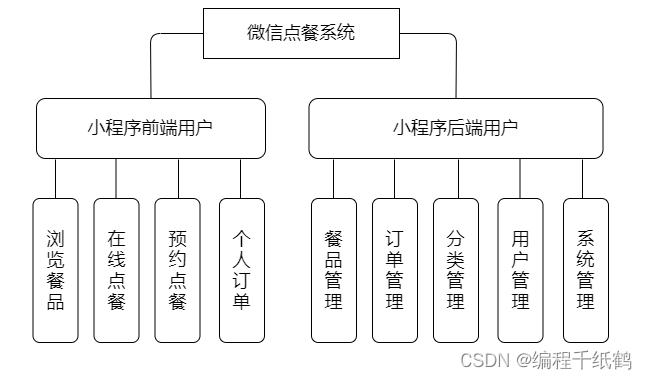 微信点餐系统
小程序前端用户
小程序后端用户
浏览餐品
在线点餐
预约点餐
个人订单
餐品管理
订单管理
分类管理
用户管理
系统管理
CSDN @编程千纸鹤